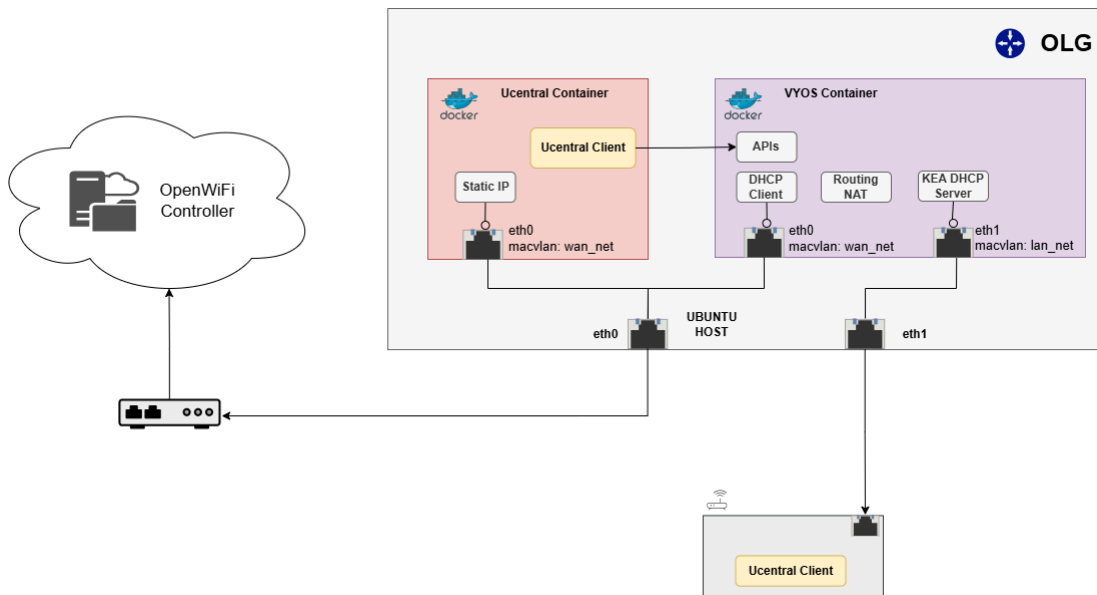 OLG
Ucentral Container
docker
Ucentral Client
Static IP
eth0
macvlan: wan_net
VYOS Container
docker
APIs
DHCP
Client
Routing
NAT
KEA DHCP
Server
eth0
macvlan: wan_net
eth1
macvlan: lan_net
OpenWiFi
Controller
eth0
UBUNTU
HOST
eth1
Ucentral Client